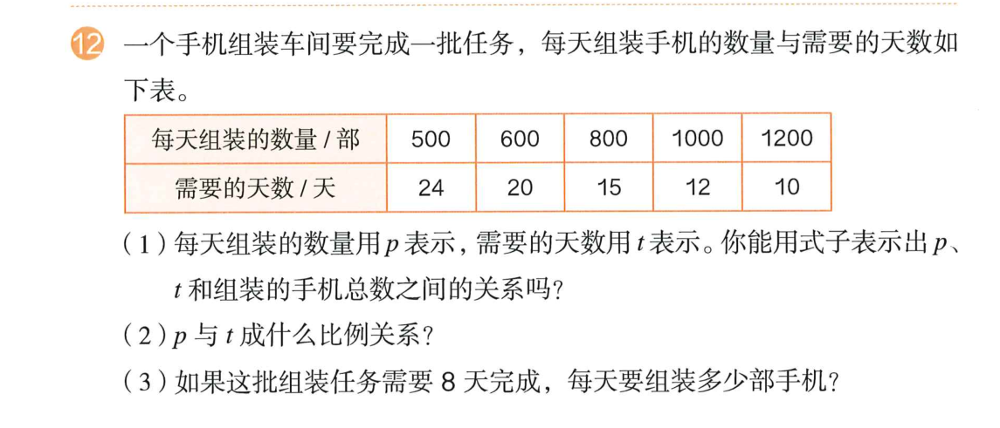 12 一个手机组装车间要完成一批任务，每天组装手机的数量与需要的天数如
下表。
每天组装的数量 / 部 500 600 800 1000 1200
需要的天数 / 天 24 20 15 12 10
（1）每天组装的数量用p表示，需要的天数用t表示。你能用式子表示出p、
t和组装的手机总数之间的关系吗？
（2）p与t成什么比例关系？
（3）如果这批组装任务需要8天完成，每天要组装多少部手机？